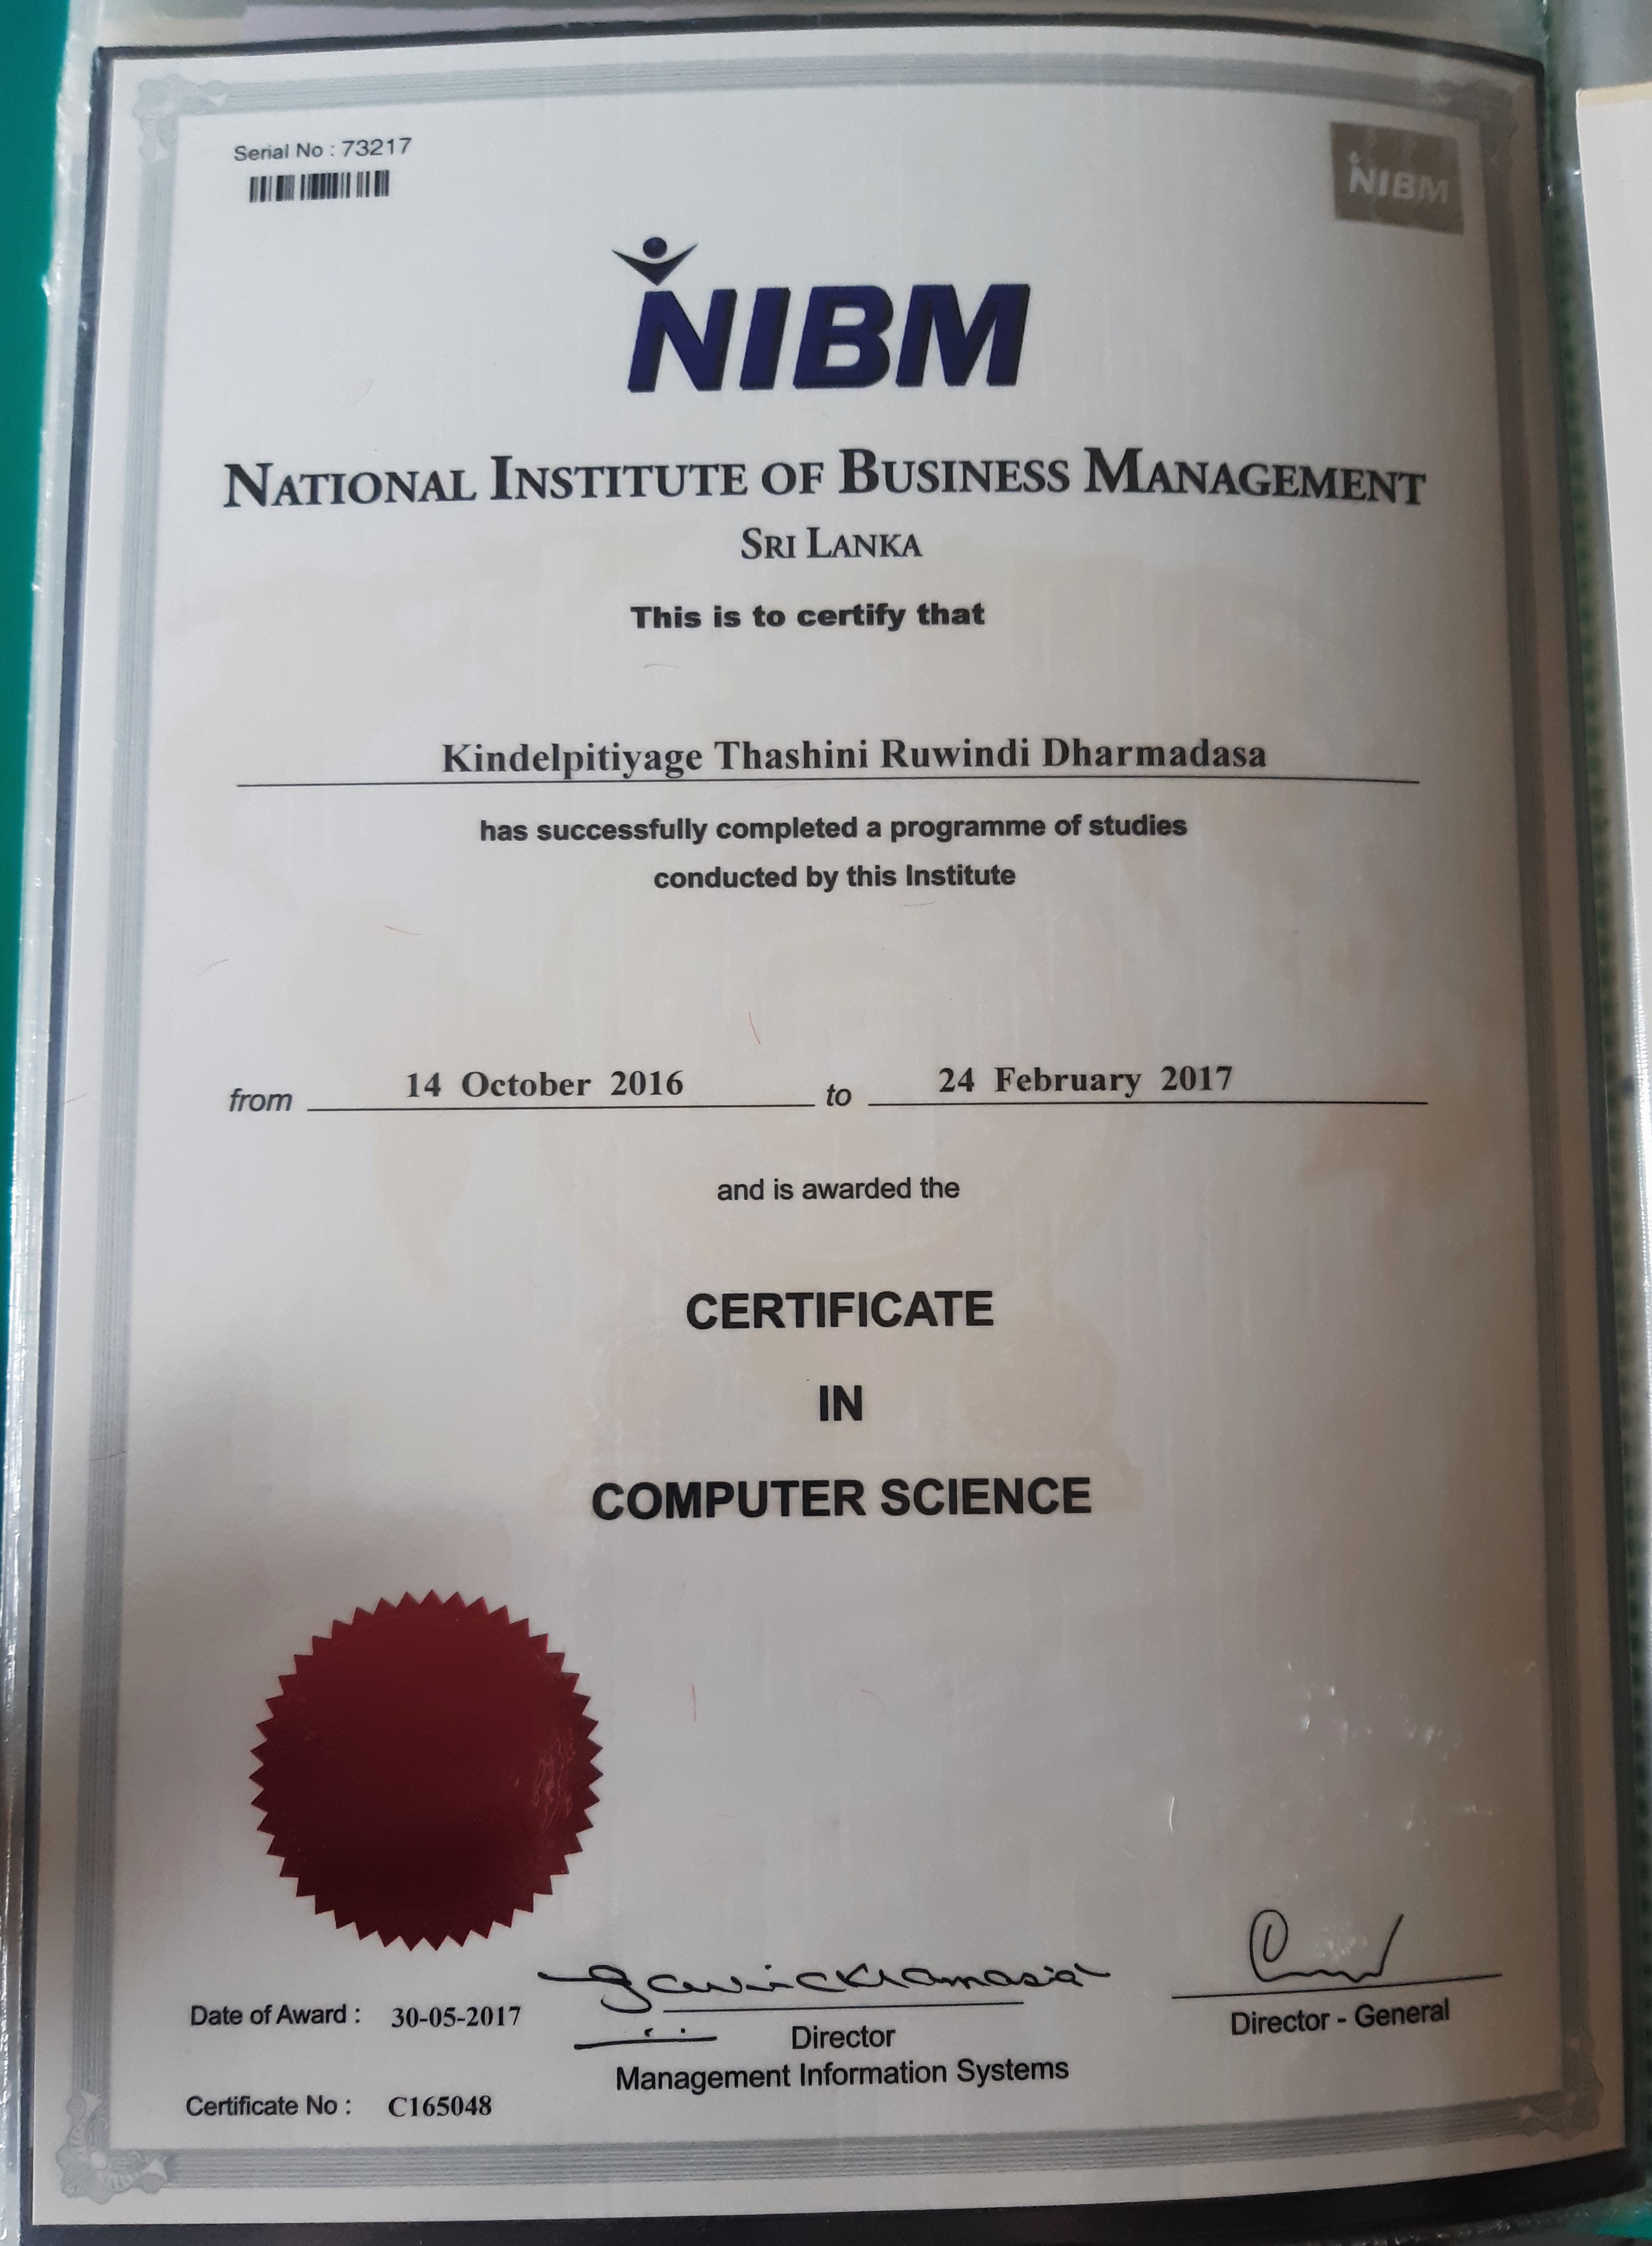 Serial No : 73217
NIBM
NIBM
NATIONAL INSTITUTE OF BUSINESS MANAGEMENT
SRI LANKA
This is to certify that
Kindelpitiyage Thashini Ruwindi Dharmadasa
has successfully completed a programme of studies
conducted by this Institute
from 14 October 2016 to 24 February 2017
and is awarded the
CERTIFICATE
IN
COMPUTER SCIENCE
Date of Award : 30-05-2017
Director
Management Information Systems
Director - General
Certificate No : C165048